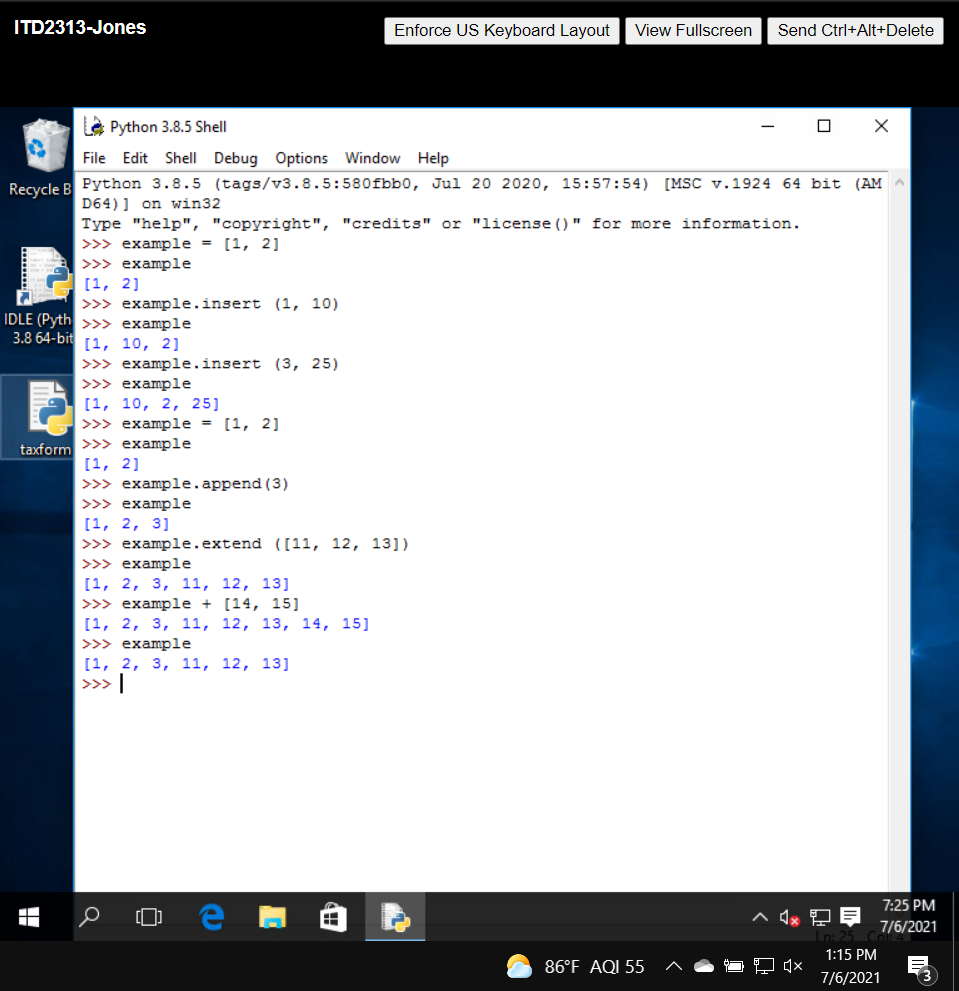 ITD2313-Jones
Enforce US Keyboard Layout
View Fullscreen
Send Ctrl+Alt+Delete
Python 3.8.5 Shell
File Edit Shell Debug Options Window Help
Recycle B
IDLE (Pyth
3.8 64-bit
taxform
Python 3.8.5 (tags/v3.8.5:580fbb0, Jul 20 2020, 15:57:54) [MSC v.1924 64 bit (AM
D64)] on win32
Type "help", "copyright", "credits" or "license()" for more information.
>>> example = [1, 2]
>>> example
[1, 2]
>>> example.insert (1, 10)
>>> example
[1, 10, 2]
>>> example.insert (3, 25)
>>> example
[1, 10, 2, 25]
>>> example = [1, 2]
>>> example
[1, 2]
>>> example.append(3)
>>> example
[1, 2, 3]
>>> example.extend ([11, 12, 13])
>>> example
[1, 2, 3, 11, 12, 13]
>>> example + [14, 15]
[1, 2, 3, 11, 12, 13, 14, 15]
>>> example
[1, 2, 3, 11, 12, 13]
>>>
7:25 PM
7/6/2021
Ln: 25 Col: 4
86°F AQI 55
1:15 PM
7/6/2021
3